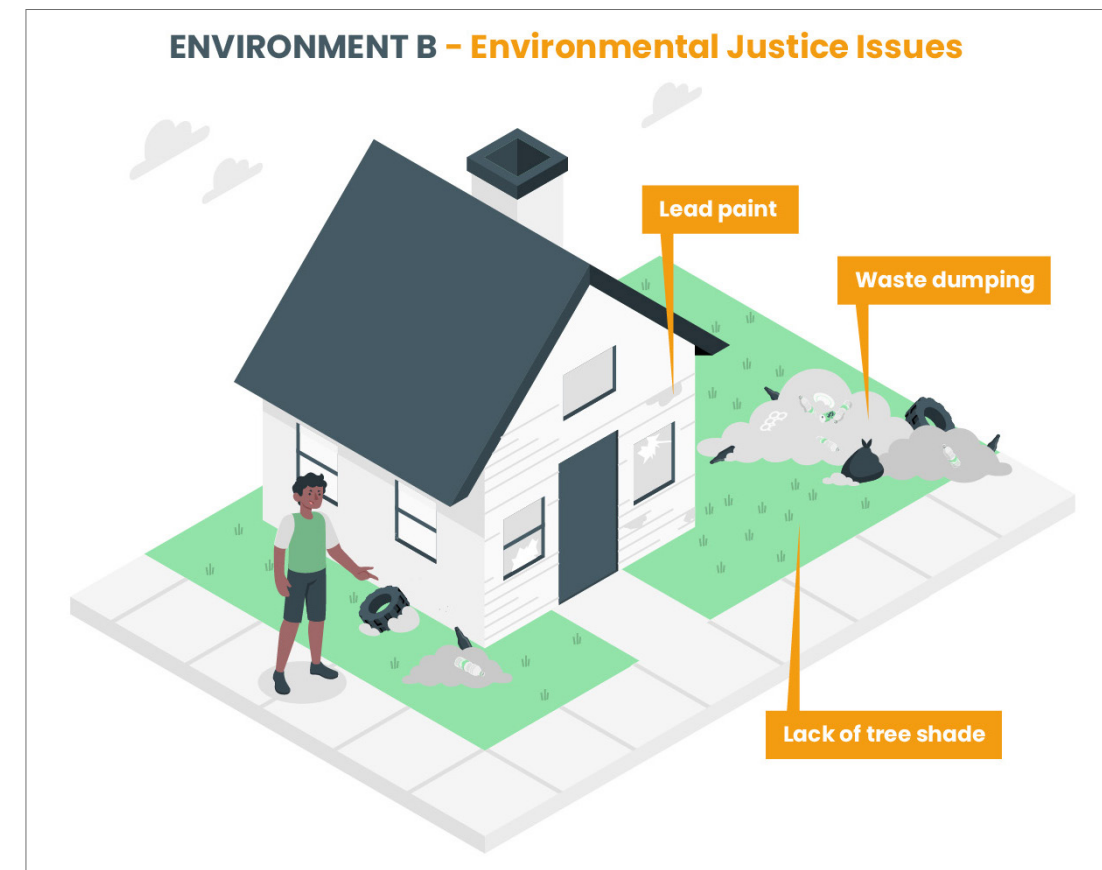 ENVIRONMENT B - Environmental Justice Issues
Lead paint
Waste dumping
Lack of tree shade